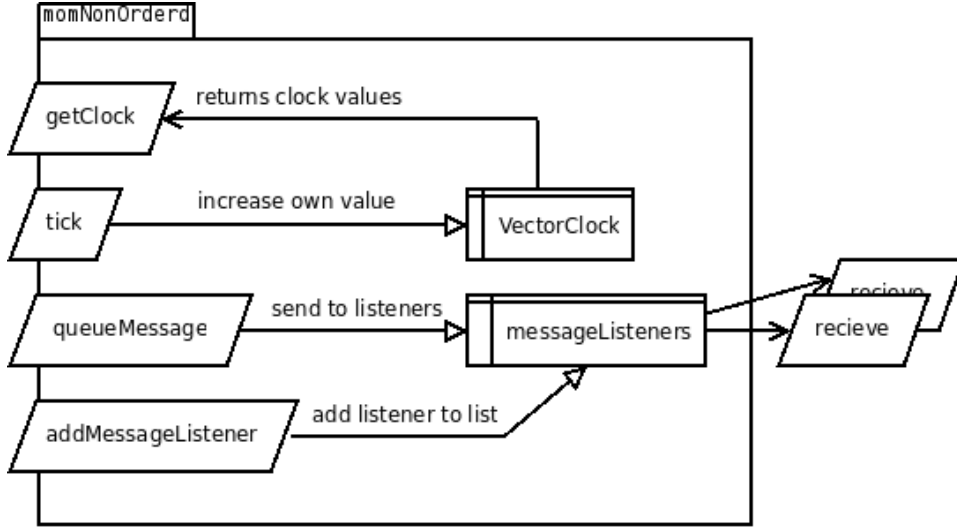 momNonOrderd
getClock
returns clock values
tick
increase own value
VectorClock
recieve
queueMessage
send to listeners
messageListeners
recieve
addMessageListener
add listener to list